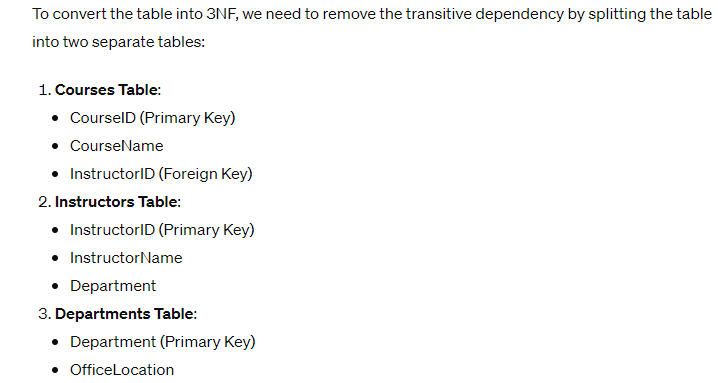 To convert the table into 3NF, we need to remove the transitive dependency by splitting the table
into two separate tables:
1. Courses Table:
• CourseID (Primary Key)
• CourseName
• InstructorID (Foreign Key)
2. Instructors Table:
• InstructorID (Primary Key)
• InstructorName
• Department
3. Departments Table:
• Department (Primary Key)
• OfficeLocation